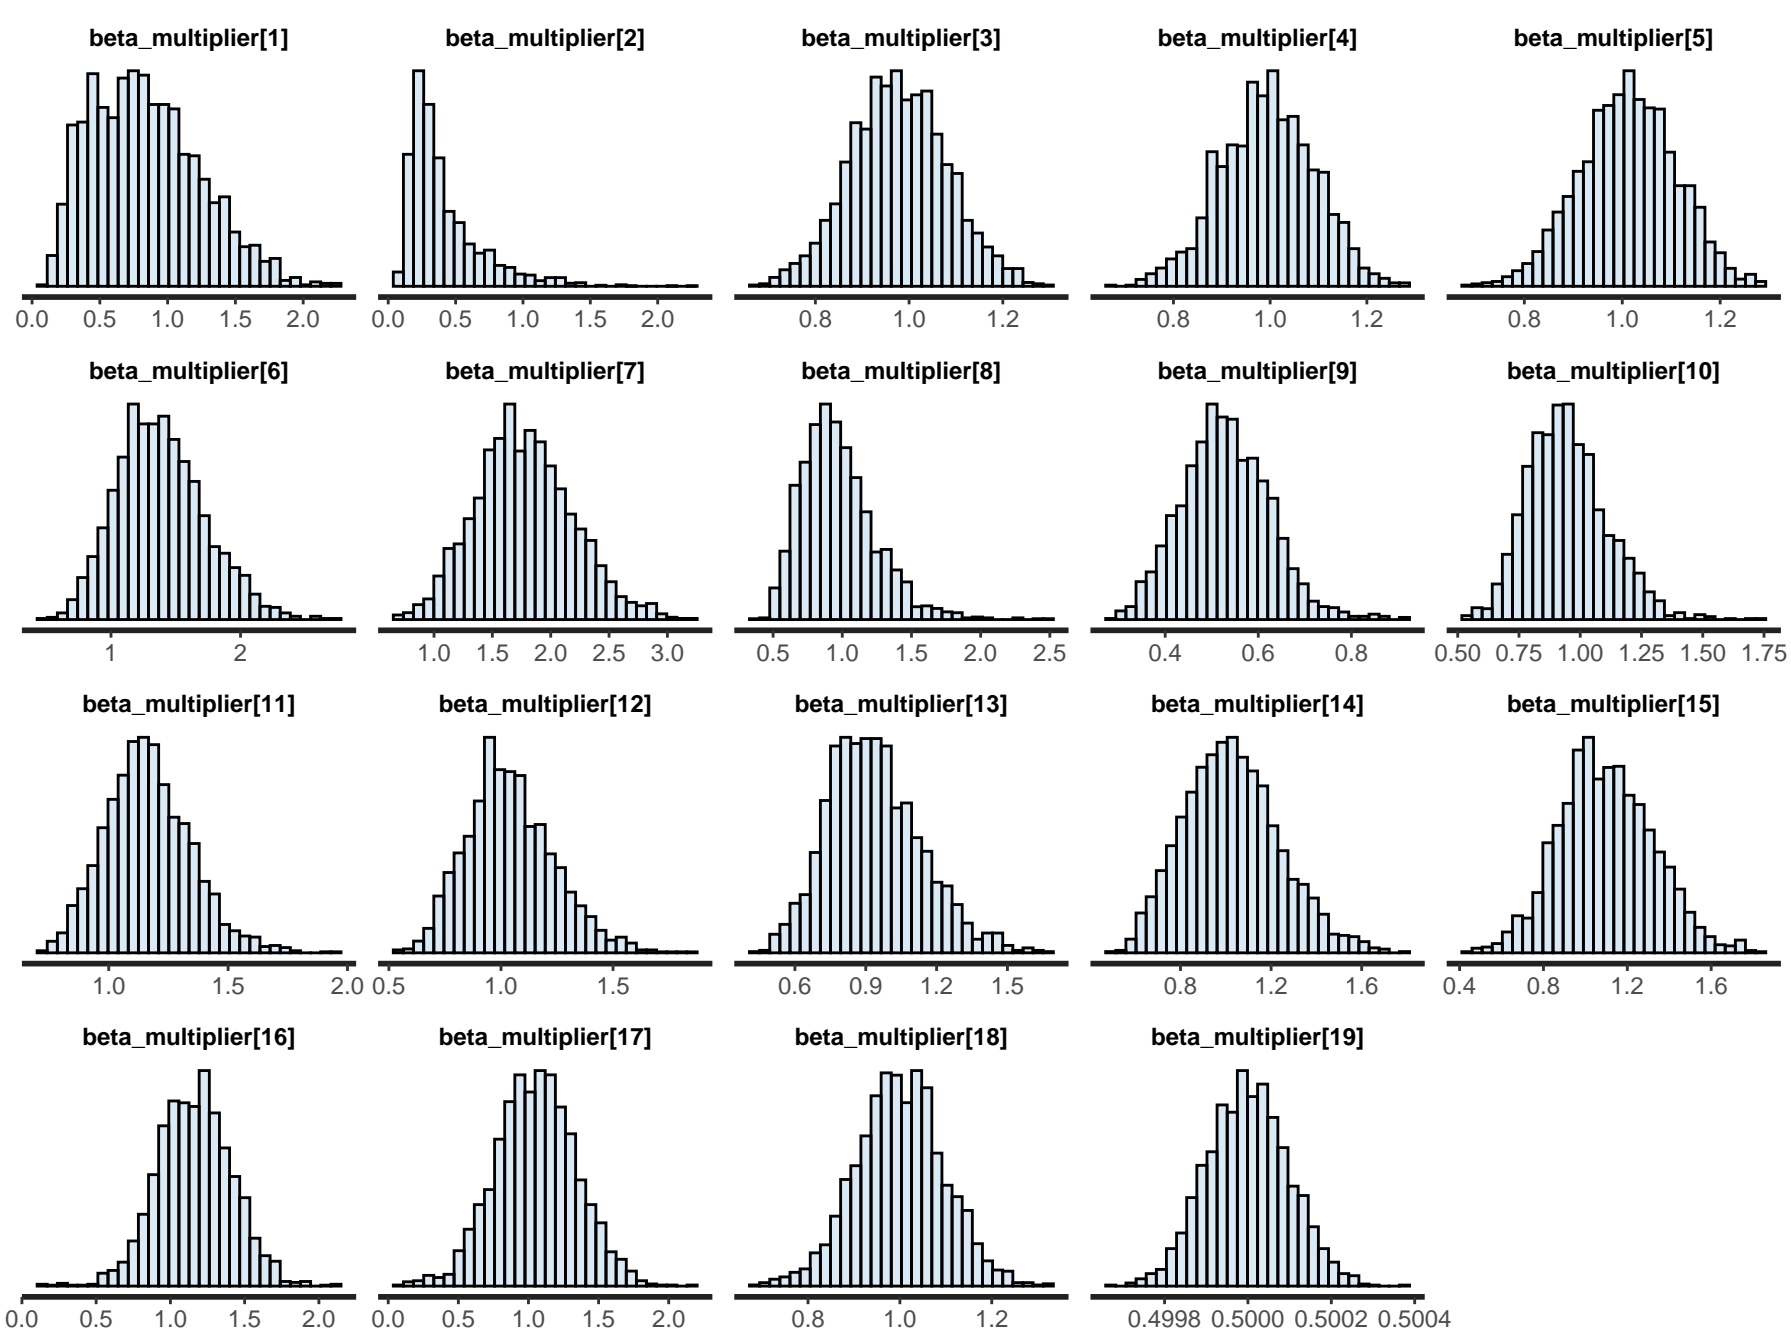 beta_multiplier[1] beta_multiplier[2] beta_multiplier[3] beta_multiplier[4] beta_multiplier[5]
0.0 0.5 1.0 1.5 2.0 0.0 0.5 1.0 1.5 2.0 0.8 1.0 1.2 0.8 1.0 1.2 0.8 1.0 1.2
beta_multiplier[6] beta_multiplier[7] beta_multiplier[8] beta_multiplier[9] beta_multiplier[10]
1 2 1.0 1.5 2.0 2.5 3.0 0.5 1.0 1.5 2.0 2.5 0.4 0.6 0.8 0.50 0.75 1.00 1.25 1.50 1.75
beta_multiplier[11] beta_multiplier[12] beta_multiplier[13] beta_multiplier[14] beta_multiplier[15]
1.0 1.5 2.0 0.5 1.0 1.5 0.6 0.9 1.2 1.5 0.8 1.2 1.6 0.4 0.8 1.2 1.6
beta_multiplier[16] beta_multiplier[17] beta_multiplier[18] beta_multiplier[19]
0.0 0.5 1.0 1.5 2.0 0.0 0.5 1.0 1.5 2.0 0.8 1.0 1.2 0.4998 0.5000 0.5002 0.5004